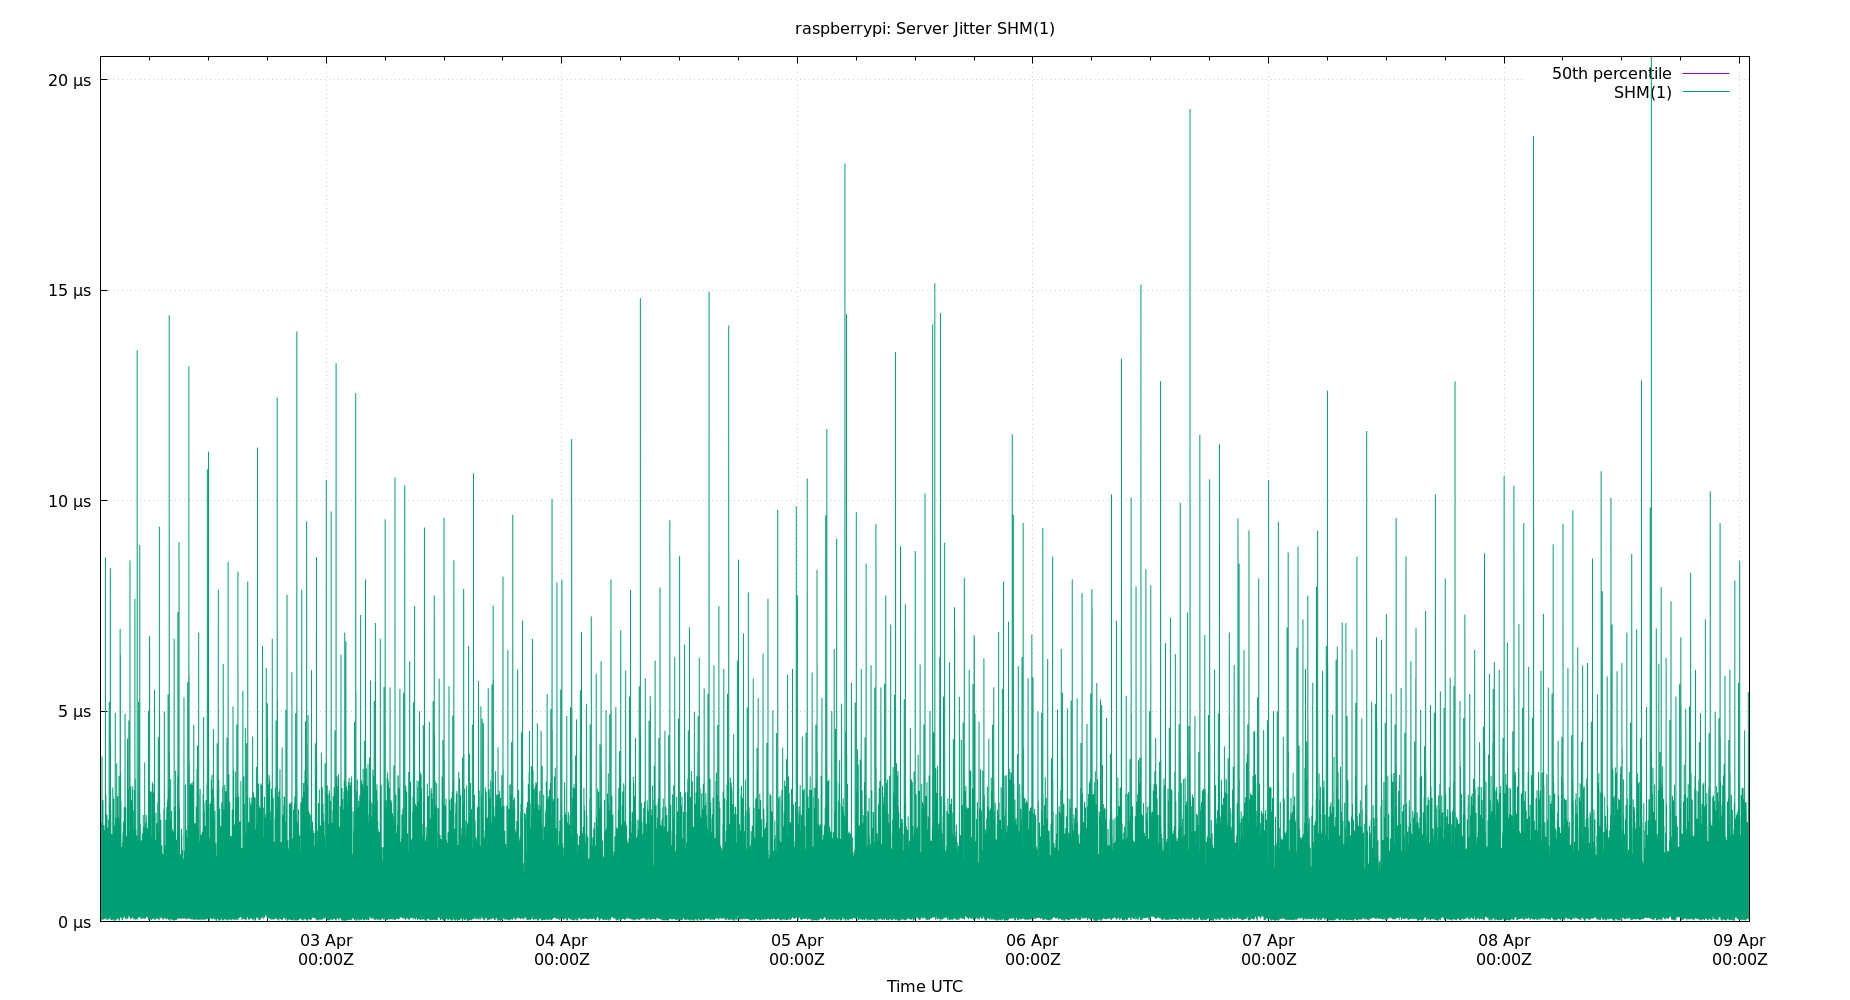 raspberrypi: Server Jitter SHM(1)
50th percentile
SHM(1)
20 µs
15 µs
10 µs
5 µs
0 µs
03 Apr 04 Apr 05 Apr 06 Apr 07 Apr 08 Apr 09 Apr
00:00Z 00:00Z 00:00Z 00:00Z 00:00Z 00:00Z 00:00Z
Time UTC